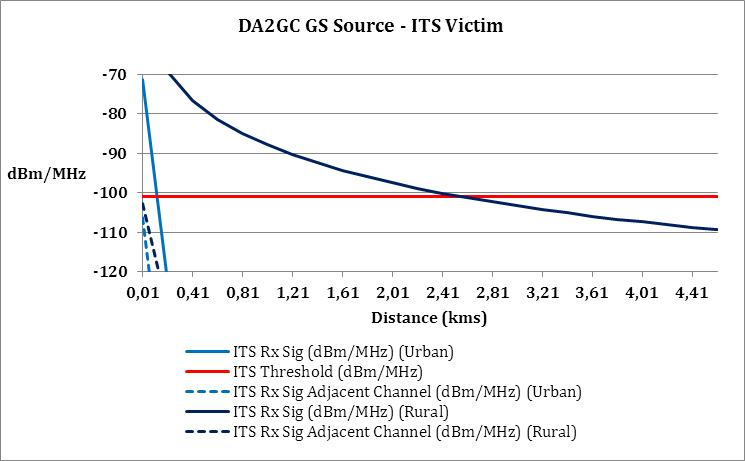 DA2GC GS Source - ITS Victim
-70
-80
-90
dBm/MHz
-100
-110
-120
0,01 0,41 0,81 1,21 1,61 2,01 2,41 2,81 3,21 3,61 4,01 4,41
Distance (kms)
ITS Rx Sig (dBm/MHz) (Urban)
ITS Threshold (dBm/MHz)
ITS Rx Sig Adjacent Channel (dBm/MHz) (Urban)
ITS Rx Sig (dBm/MHz) (Rural)
ITS Rx Sig Adjacent Channel (dBm/MHz) (Rural)